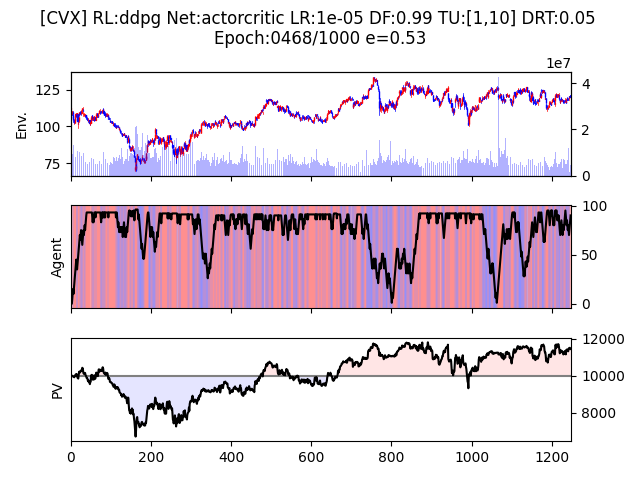 [CVX] RL:ddpg Net:actorcritic LR:1e-05 DF:0.99 TU:[1,10] DRT:0.05
Epoch:0468/1000 e=0.53
1e7
125
100
75
Env.
4
2
0
Agent
100
50
0
PV
12000
10000
8000
0 200 400 600 800 1000 1200